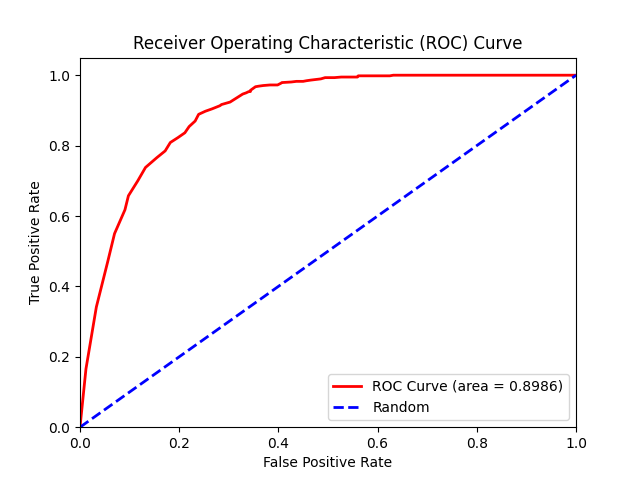 Receiver Operating Characteristic (ROC) Curve
1.0
0.8
0.6
0.4
0.2
0.0
True Positive Rate
ROC Curve (area = 0.8986)
Random
0.0 0.2 0.4 0.6 0.8 1.0
False Positive Rate